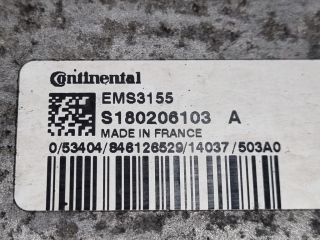 Continental
EMS3155
S180206103 A
MADE IN FRANCE
0/53404/846126529/14037/503A0